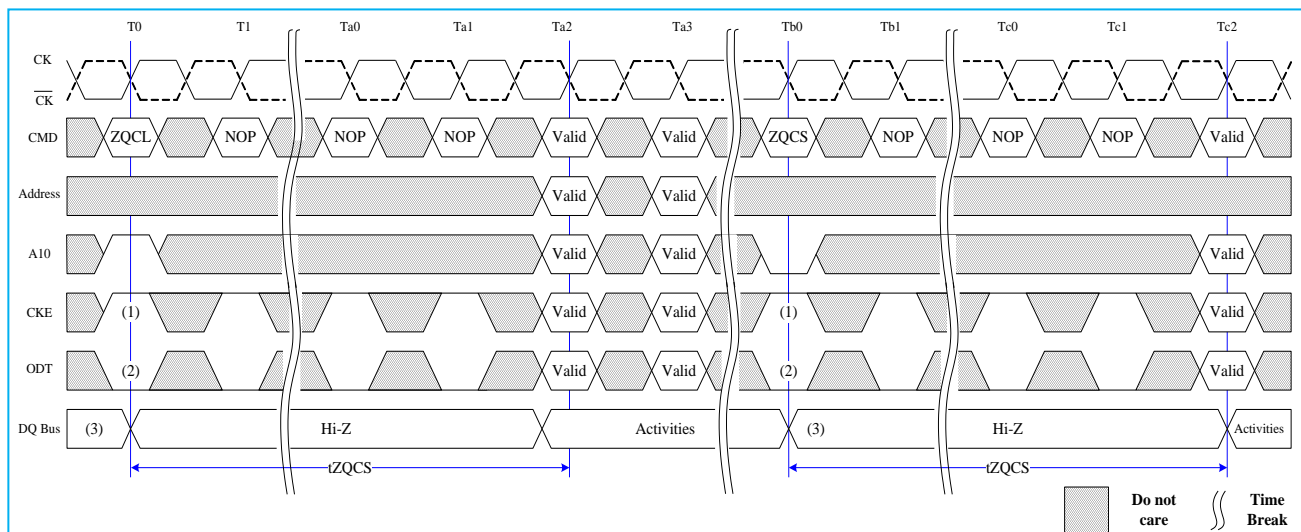 T0 T1 Ta0 Ta1 Ta2 Ta3 Tb0 Tb1 Tc0 Tc1 Tc2
CK
CK
CMD ZQCL NOP NOP NOP Valid Valid ZQCS NOP NOP NOP Valid
Address Valid Valid
A10 Valid Valid Valid
CKE (1) Valid Valid (1) Valid
ODT (2) Valid Valid (2) Valid
DQ Bus (3) Hi-Z Activities (3) Hi-Z Activities
tZQCS tZQCS
Do not care
Time Break